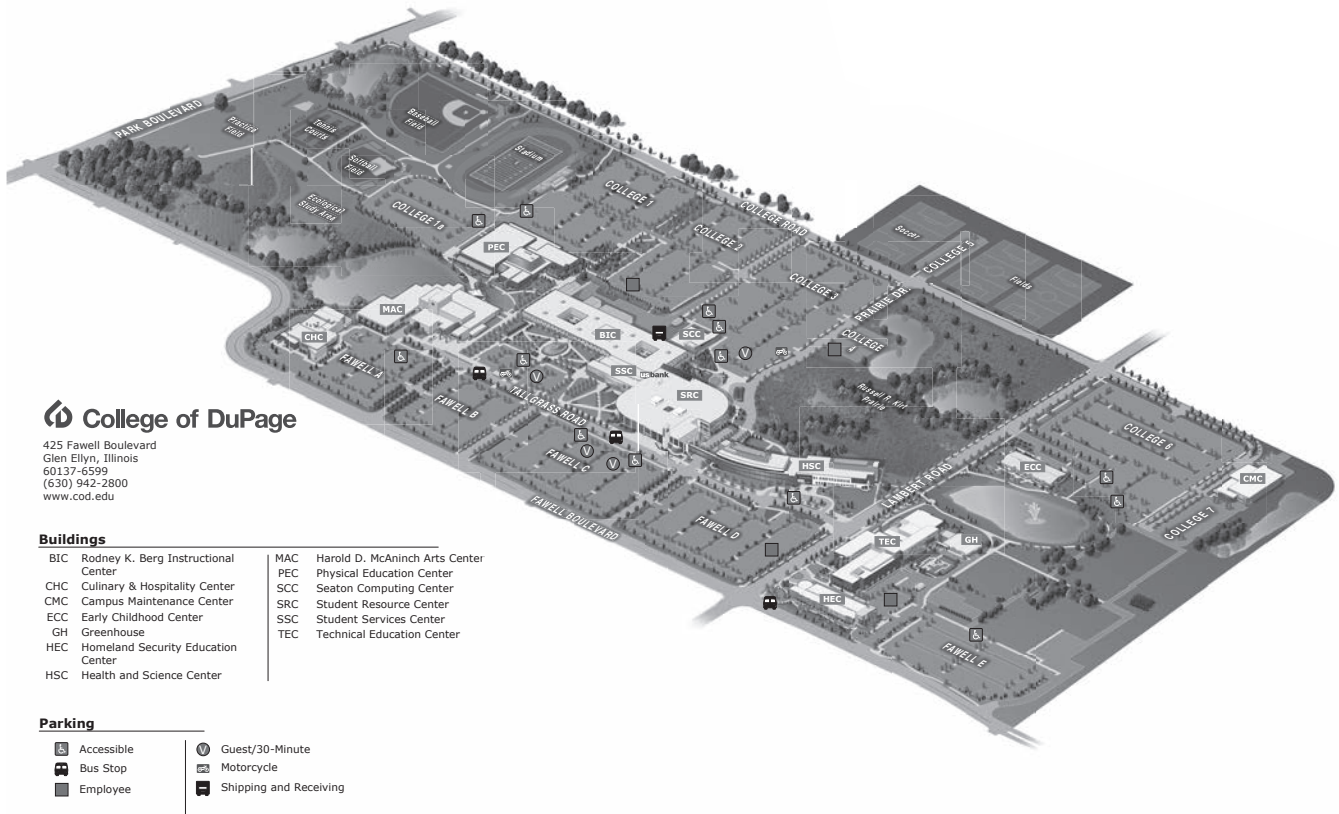 PARK BOULEVARD
Practice
Field
Tennis
Courts
Baseball
Field
Softball
Field
Stadium
Ecological
Study Area
COLLEGE 1a
COLLEGE 1
COLLEGE 2
COLLEGE ROAD
COLLEGE 3
Soccer
COLLEGE 5
Fields
PRAIRIE DR.
COLLEGE
4
PEC
MAC
CHC
BIC
SCC
SSC
usbank
SRC
HSC
FAWELL A
FAWELL B
TALLGRASS ROAD
FAWELL C
FAWELL BOULEVARD
FAWELL D
Russell R. Kirt
Prairie
LAMBERT ROAD
ECC
COLLEGE 6
CMC
COLLEGE 7
TEC
GH
HEC
FAWELL E
V
V
V
V
College of DuPage
425 Fawell Boulevard
Glen Ellyn, Illinois
60137-6599
(630) 942-2800
www.cod.edu
Buildings
BIC Rodney K. Berg Instructional
Center
CHC Culinary & Hospitality Center
CMC Campus Maintenance Center
ECC Early Childhood Center
GH Greenhouse
HEC Homeland Security Education
Center
HSC Health and Science Center
MAC Harold D. McAninch Arts Center
PEC Physical Education Center
SCC Seaton Computing Center
SRC Student Resource Center
SSC Student Services Center
TEC Technical Education Center
Parking
Accessible
Bus Stop
Employee
V Guest/30-Minute
Motorcycle
Shipping and Receiving